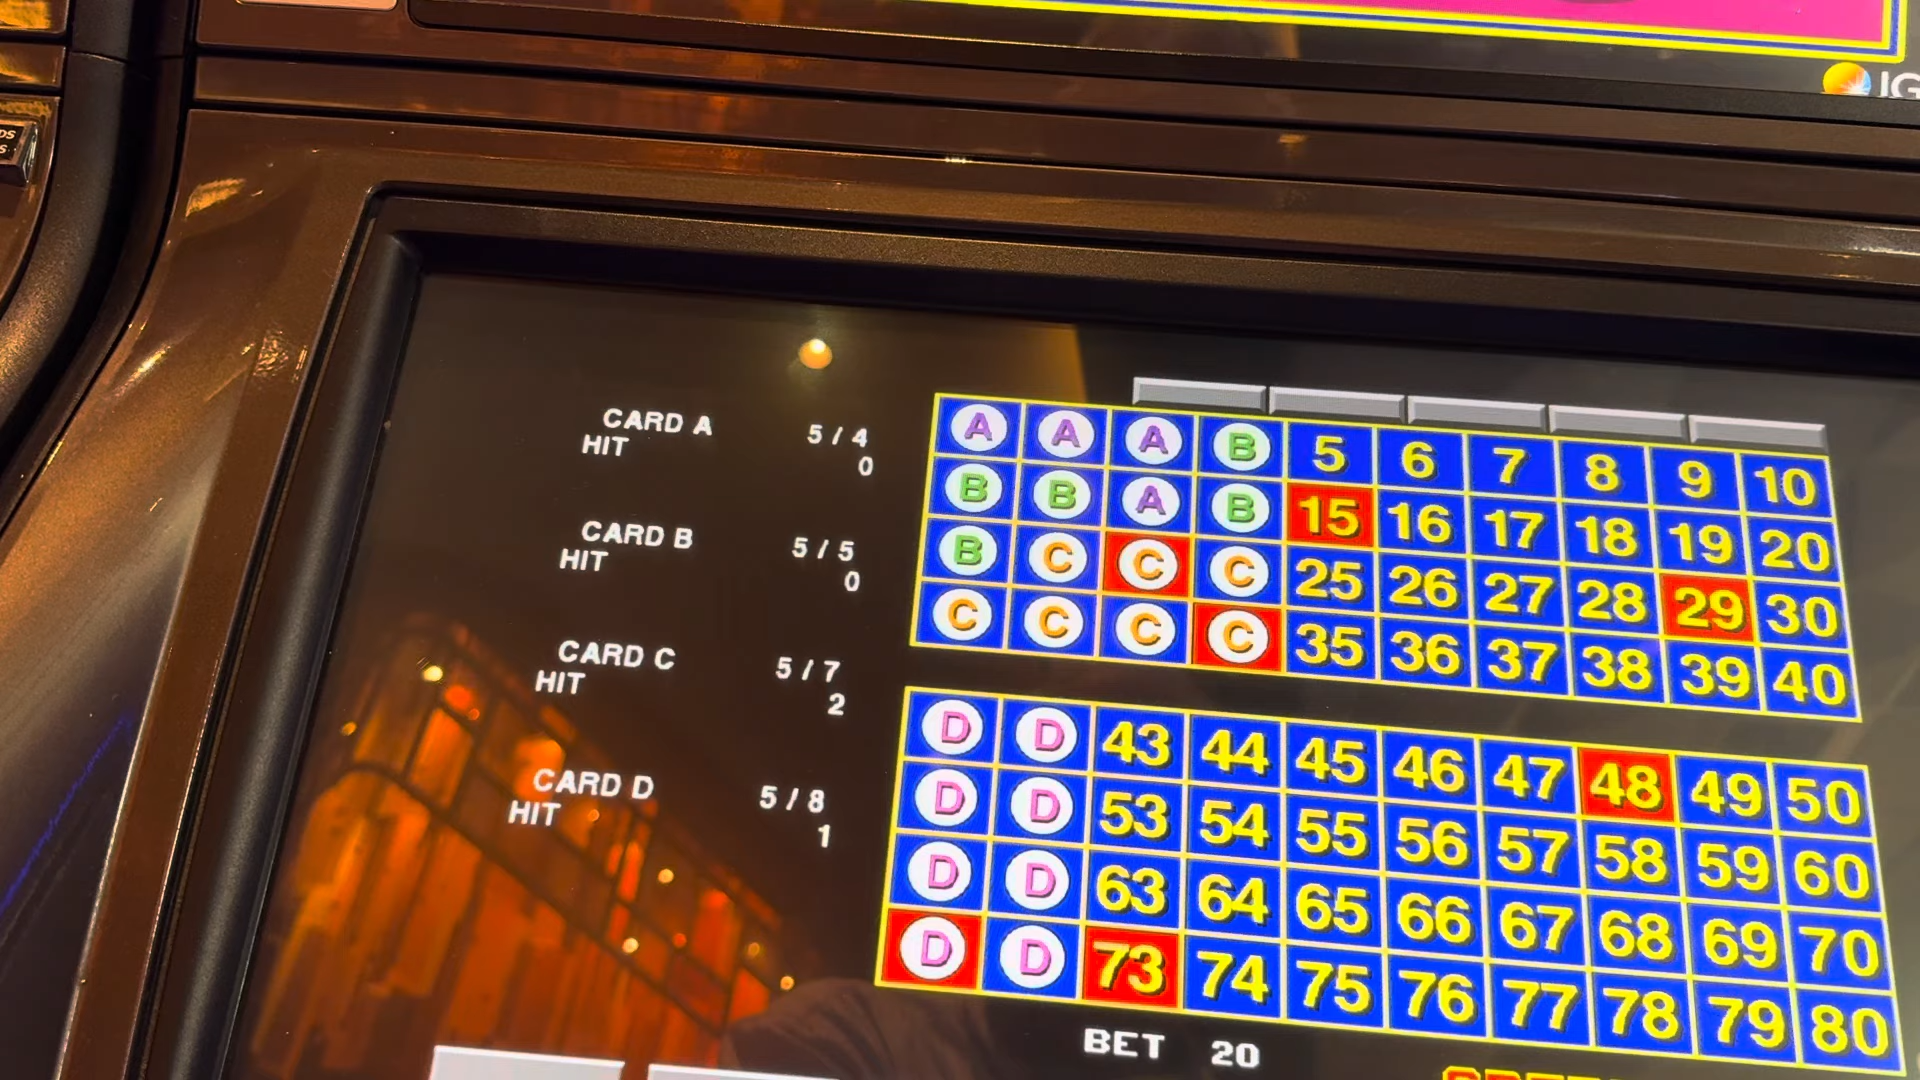 IG
DS
S
CARD A 5 / 4
HIT 0
CARD B 5 / 5
HIT 0
CARD C 5 / 7
HIT 2
CARD D 5 / 8
HIT 1
A A A B 5 6 7 8 9 10
B B A B 15 16 17 18 19 20
B C C C 25 26 27 28 29 30
C C C C 35 36 37 38 39 40
D D 43 44 45 46 47 48 49 50
D D 53 54 55 56 57 58 59 60
D D 63 64 65 66 67 68 69 70
D D 73 74 75 76 77 78 79 80
BET 20